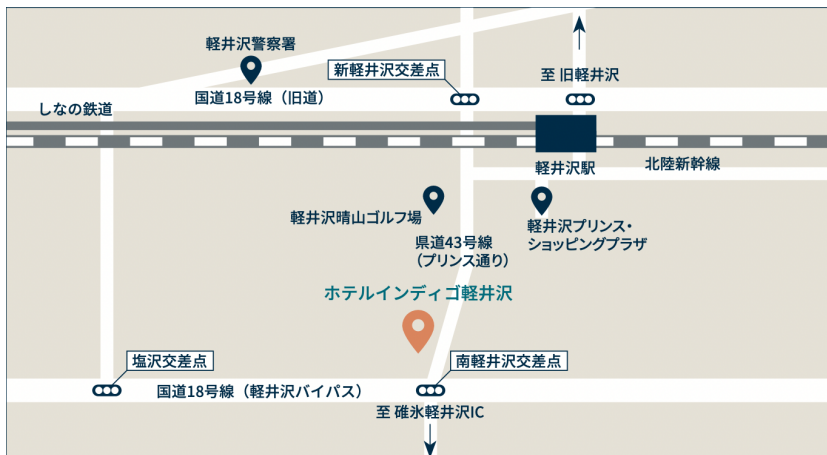 軽井沢警察署
新軽井沢交差点
至 旧軽井沢
国道18号線（旧道）
しなの鉄道
軽井沢駅
北陸新幹線
軽井沢晴山ゴルフ場
軽井沢プリンス・
ショッピングプラザ
県道43号線
（プリンス通り）
ホテルインディゴ軽井沢
塩沢交差点
南軽井沢交差点
国道18号線（軽井沢バイパス）
至 碓氷軽井沢IC